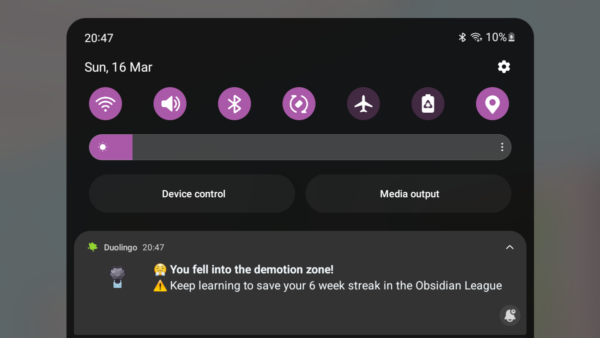 20:47
10%
Sun, 16 Mar
Device control
Media output
Duolingo 20:47
😤 You fell into the demotion zone!
⚠️ Keep learning to save your 6 week streak in the Obsidian League